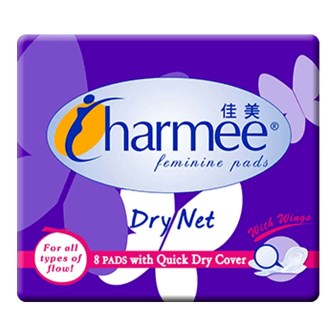 佳美
Charmee®
feminine pads
Dry Net
With Wings
For all
types of
flow!
8 PADS with Quick Dry Cover